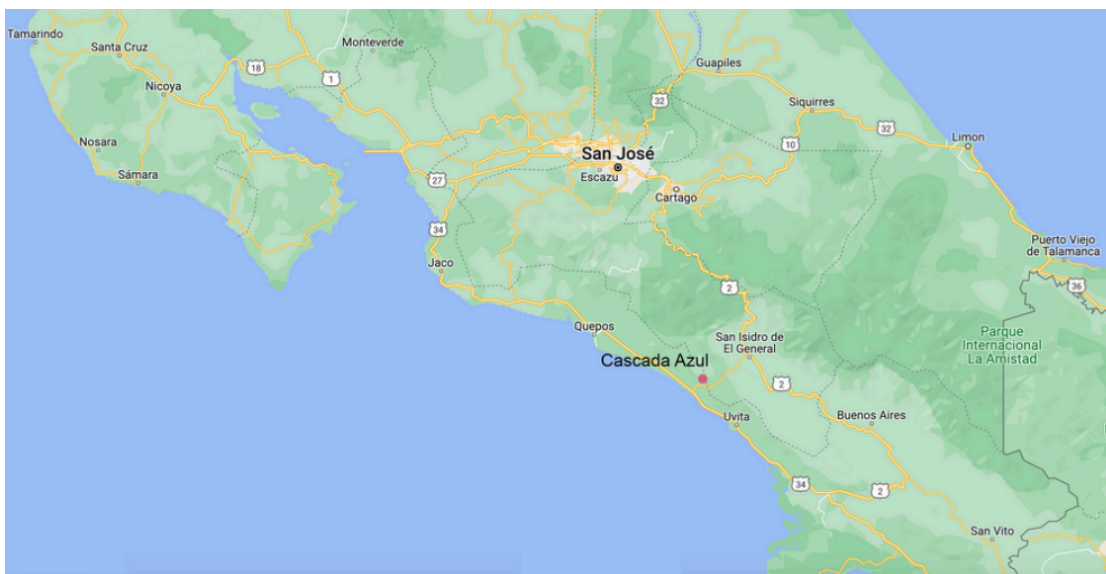 Tamarindo
Santa Cruz
Monteverde
18
1
Guapiles
Nicoya
32
Siquirres
32
Limon
10
Nosara
San José
Escazu
Sámara
27
Cartago
34
Puerto Viejo
de Talamanca
Jaco
2
36
Quepos
San Isidro de
El General
Parque
Internacional
La Amistad
Cascada Azul
2
Uvita
Buenos Aires
34
2
San Vito